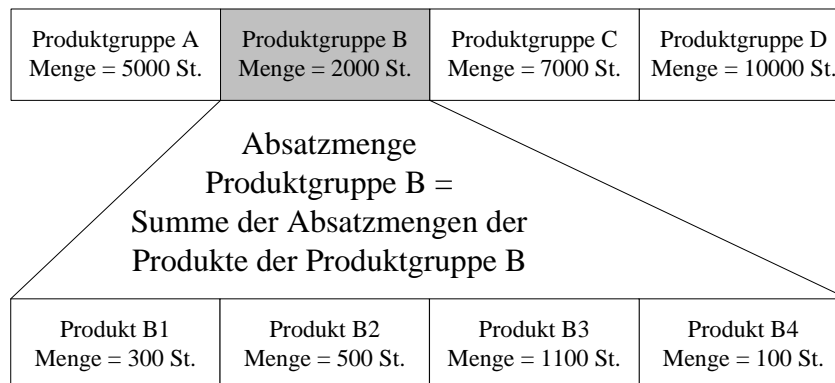 Produktgruppe A
Menge = 5000 St.
Produktgruppe B
Menge = 2000 St.
Produktgruppe C
Menge = 7000 St.
Produktgruppe D
Menge = 10000 St.
Absatzmenge
Produktgruppe B =
Summe der Absatzmengen der
Produkte der Produktgruppe B
Produkt B1
Menge = 300 St.
Produkt B2
Menge = 500 St.
Produkt B3
Menge = 1100 St.
Produkt B4
Menge = 100 St.